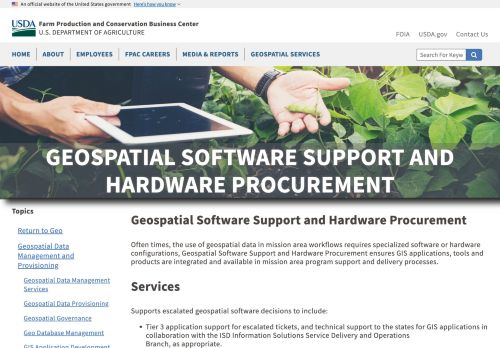 An official website of the United States government Here's how you know
USDA Farm Production and Conservation Business Center
U.S. DEPARTMENT OF AGRICULTURE
FOIA USDA.gov Contact Us
HOME ABOUT EMPLOYEES FPAC CAREERS MEDIA & REPORTS GEOSPATIAL SERVICES
Search For Keyw
GEOSPATIAL SOFTWARE SUPPORT AND
HARDWARE PROCUREMENT
Topics
Return to Geo
Geospatial Data
Management and
Provisioning
Geospatial Data Management
Services
Geospatial Data Provisioning
Geospatial Governance
Geo Database Management
GIS Application Development
Geospatial Software Support and Hardware Procurement
Often times, the use of geospatial data in mission area workflows requires specialized software or hardware
configurations, Geospatial Software Support and Hardware Procurement ensures GIS applications, tools and
products are integrated and available in mission area program support and delivery processes.
Services
Supports escalated geospatial software decisions to include:
Tier 3 application support for escalated tickets, and technical support to the states for GIS applications in
collaboration with the ISD Information Solutions Service Delivery and Operations
Branch, as appropriate.